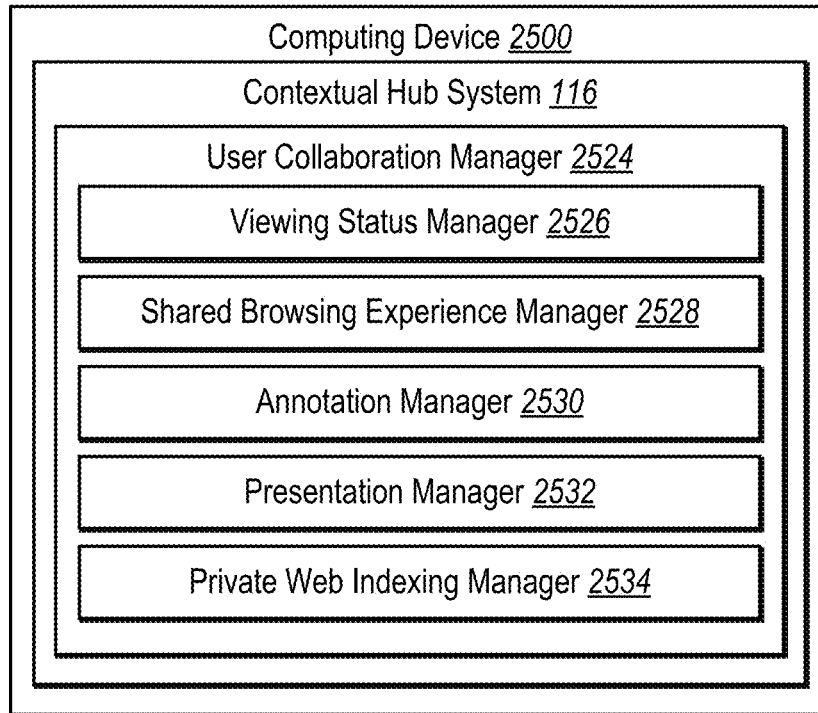 Computing Device 2500
Contextual Hub System 116
User Collaboration Manager 2524
Viewing Status Manager 2526
Shared Browsing Experience Manager 2528
Annotation Manager 2530
Presentation Manager 2532
Private Web Indexing Manager 2534